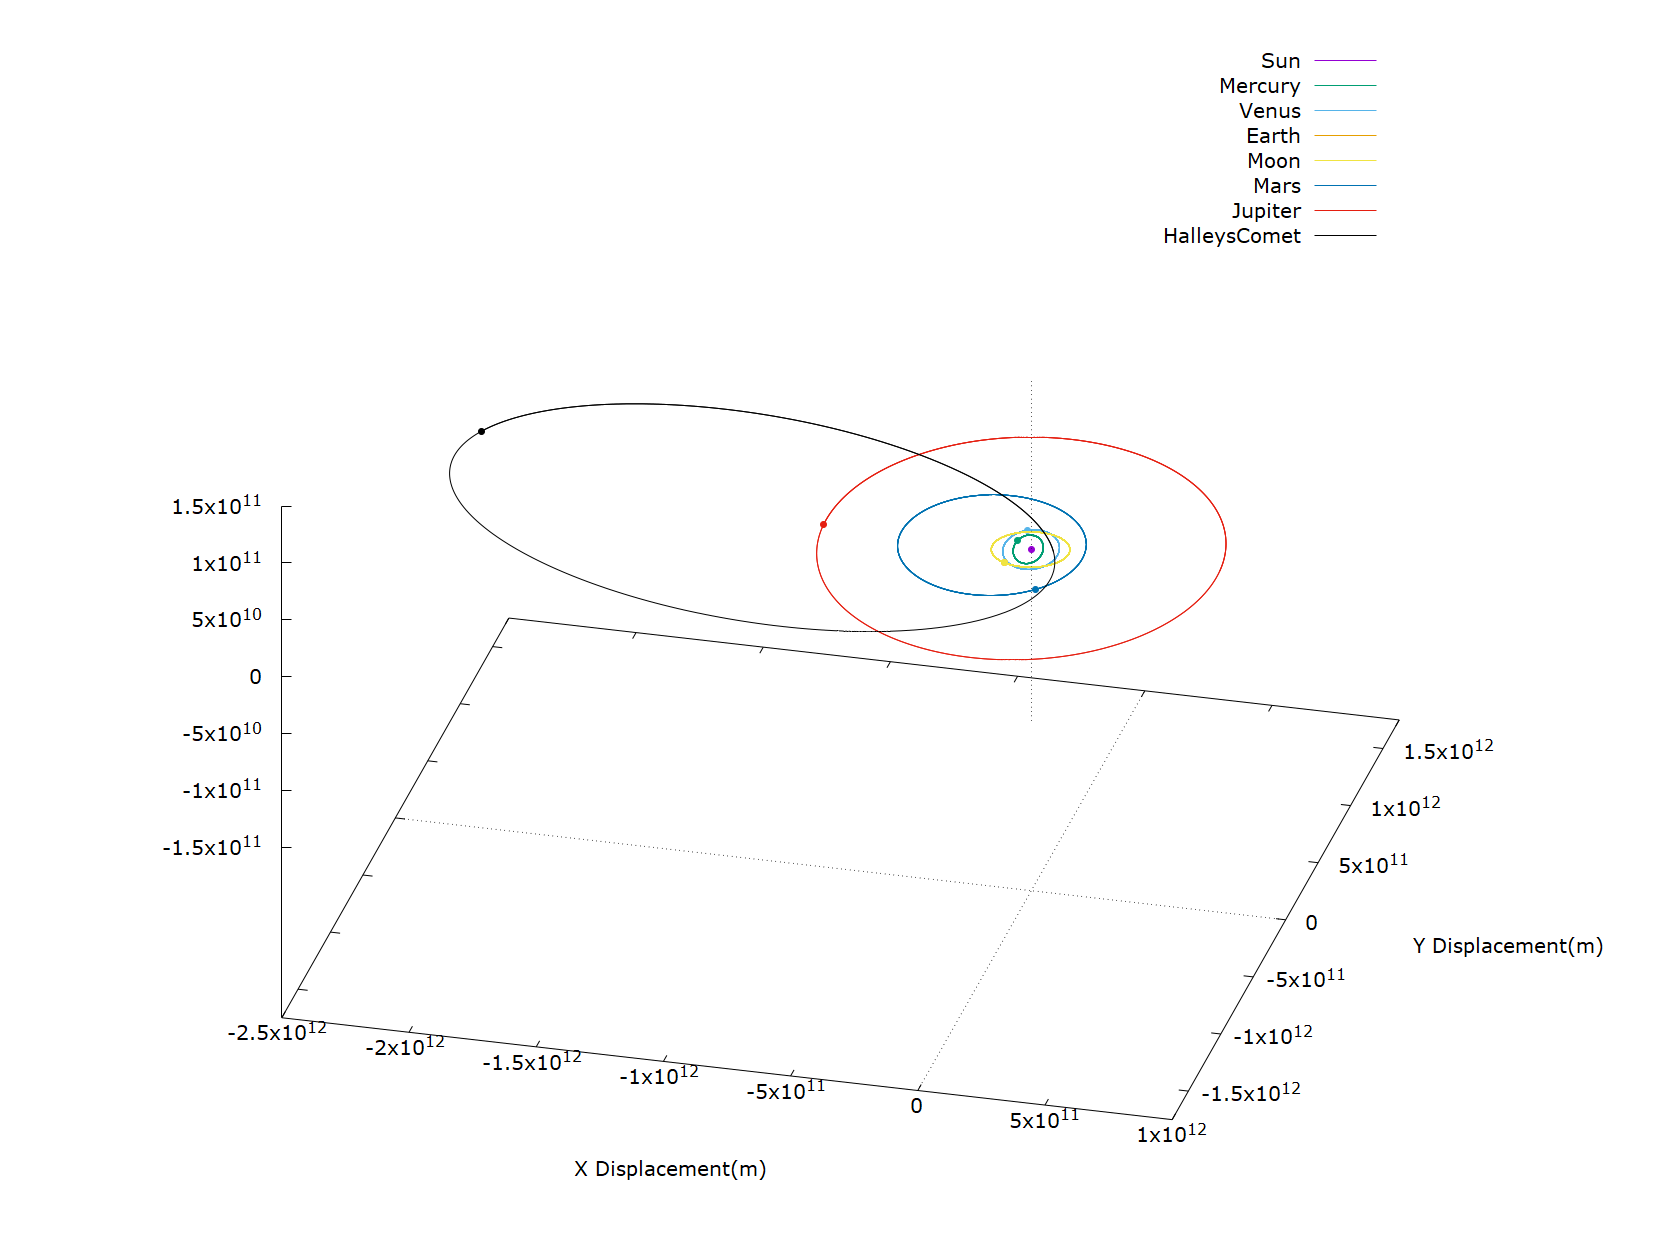 Sun
Mercury
Venus
Earth
Moon
Mars
Jupiter
HalleysComet
1.5x10^11
1x10^11
5x10^10
0
-5x10^10
-1x10^11
-1.5x10^11
1.5x10^12
1x10^12
5x10^11
0
-5x10^11
-1x10^12
-1.5x10^12
Y Displacement(m)
-2.5x10^12
-2x10^12
-1.5x10^12
-1x10^12
-5x10^11
0
5x10^11
1x10^12
X Displacement(m)